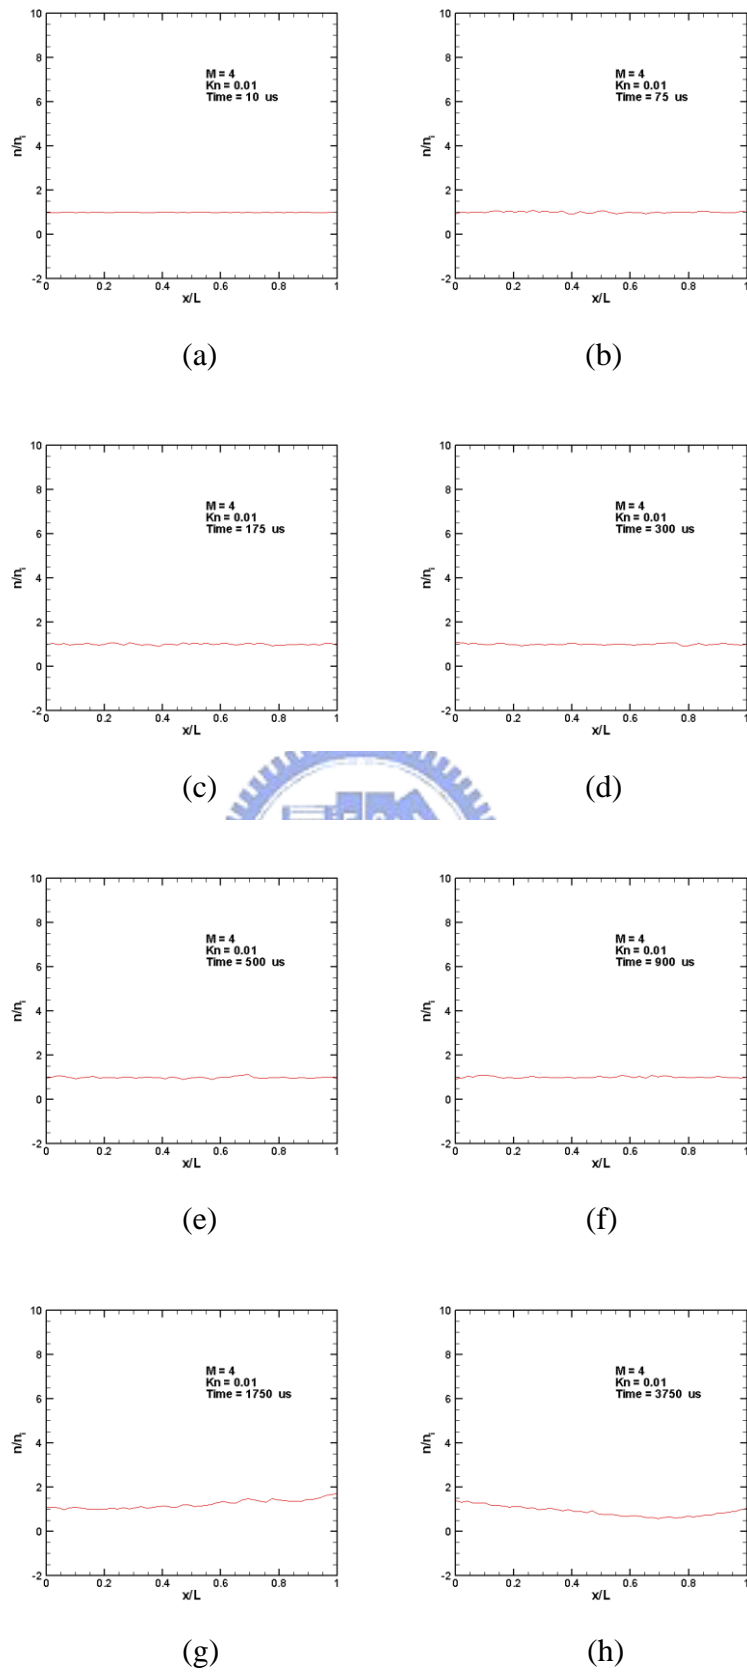 10
8
6
4
2
0
-2
n/ni
M = 4
Kn = 0.01
Time = 10 us
0 0.2 0.4 0.6 0.8 1
x/L
(a)
10
8
6
4
2
0
-2
n/ni
M = 4
Kn = 0.01
Time = 75 us
0 0.2 0.4 0.6 0.8 1
x/L
(b)
10
8
6
4
2
0
-2
n/ni
M = 4
Kn = 0.01
Time = 175 us
0 0.2 0.4 0.6 0.8 1
x/L
(c)
10
8
6
4
2
0
-2
n/ni
M = 4
Kn = 0.01
Time = 300 us
0 0.2 0.4 0.6 0.8 1
x/L
(d)
10
8
6
4
2
0
-2
n/ni
M = 4
Kn = 0.01
Time = 500 us
0 0.2 0.4 0.6 0.8 1
x/L
(e)
10
8
6
4
2
0
-2
n/ni
M = 4
Kn = 0.01
Time = 900 us
0 0.2 0.4 0.6 0.8 1
x/L
(f)
10
8
6
4
2
0
-2
n/ni
M = 4
Kn = 0.01
Time = 1750 us
0 0.2 0.4 0.6 0.8 1
x/L
(g)
10
8
6
4
2
0
-2
n/ni
M = 4
Kn = 0.01
Time = 3750 us
0 0.2 0.4 0.6 0.8 1
x/L
(h)